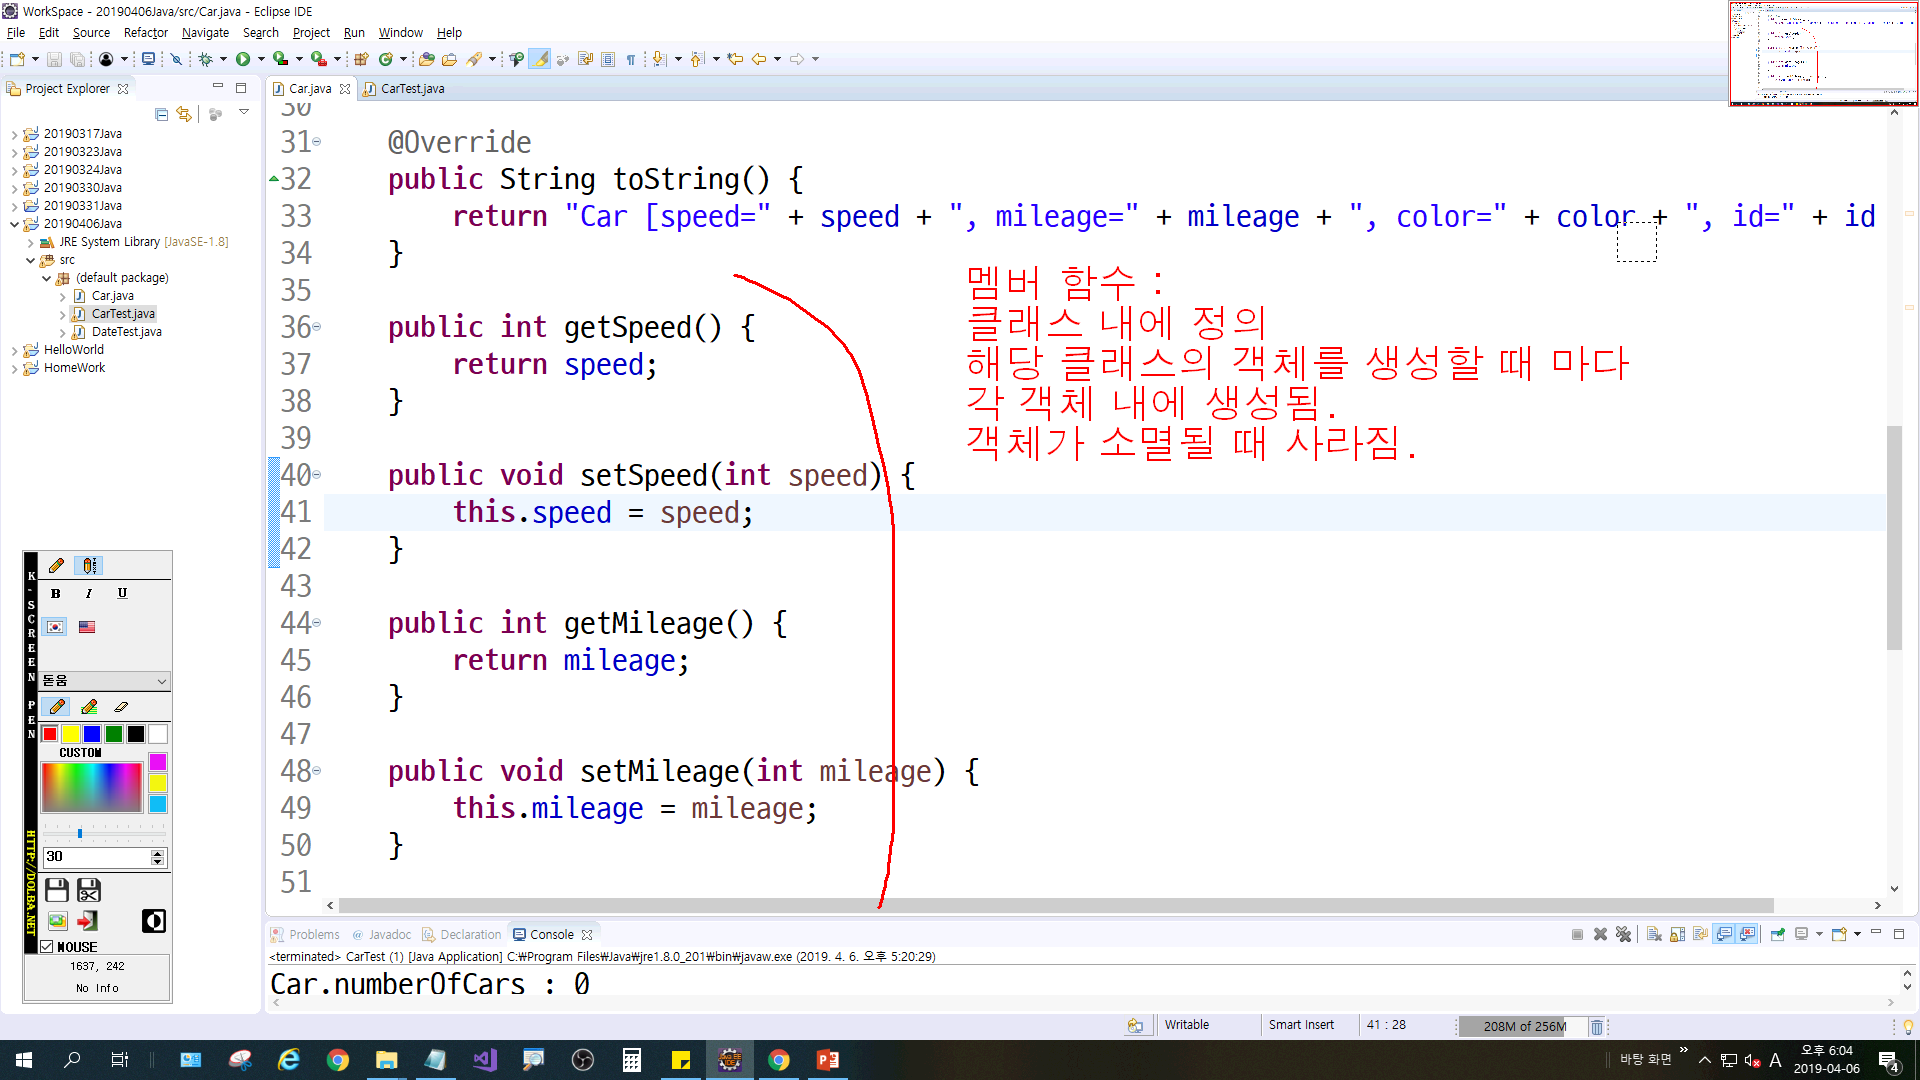 WorkSpace - 20190406Java/src/Car.java - Eclipse IDE
File Edit Source Refactor Navigate Search Project Run Window Help
Project Explorer
Car.java
CarTest.java
20190317Java
20190323Java
20190324Java
20190330Java
20190331Java
20190406Java
JRE System Library [JavaSE-1.8]
src
(default package)
Car.java
CarTest.java
DateTest.java
HelloWorld
HomeWork
30
31 @Override
32 public String toString() {
33 return "Car [speed=" + speed + ", mileage=" + mileage + ", color=" + color + ", id=" + id
34 }
35
36 public int getSpeed() {
37 return speed;
38 }
39
40 public void setSpeed(int speed) {
41 this.speed = speed;
42 }
43
44 public int getMileage() {
45 return mileage;
46 }
47
48 public void setMileage(int mileage) {
49 this.mileage = mileage;
50 }
51
멤버 함수 :
클래스 내에 정의
해당 클래스의 객체를 생성할 때 마다
각 객체 내에 생성됨.
객체가 소멸될 때 사라짐.
K-SCREEN PEN
HTTP://DOLBA.NET
B I U
돋움
CUSTOM
30
MOUSE
1637, 242
No Info
Problems @ Javadoc Declaration Console
<terminated> CarTest (1) [Java Application] C:₩Program Files₩Java₩jre1.8.0_201₩bin₩javaw.exe (2019. 4. 6. 오후 5:20:29)
Car.numberOfCars : 0
Writable
Smart Insert
41 : 28
208M of 256M
바탕 화면
A
오후 6:04
2019-04-06
4